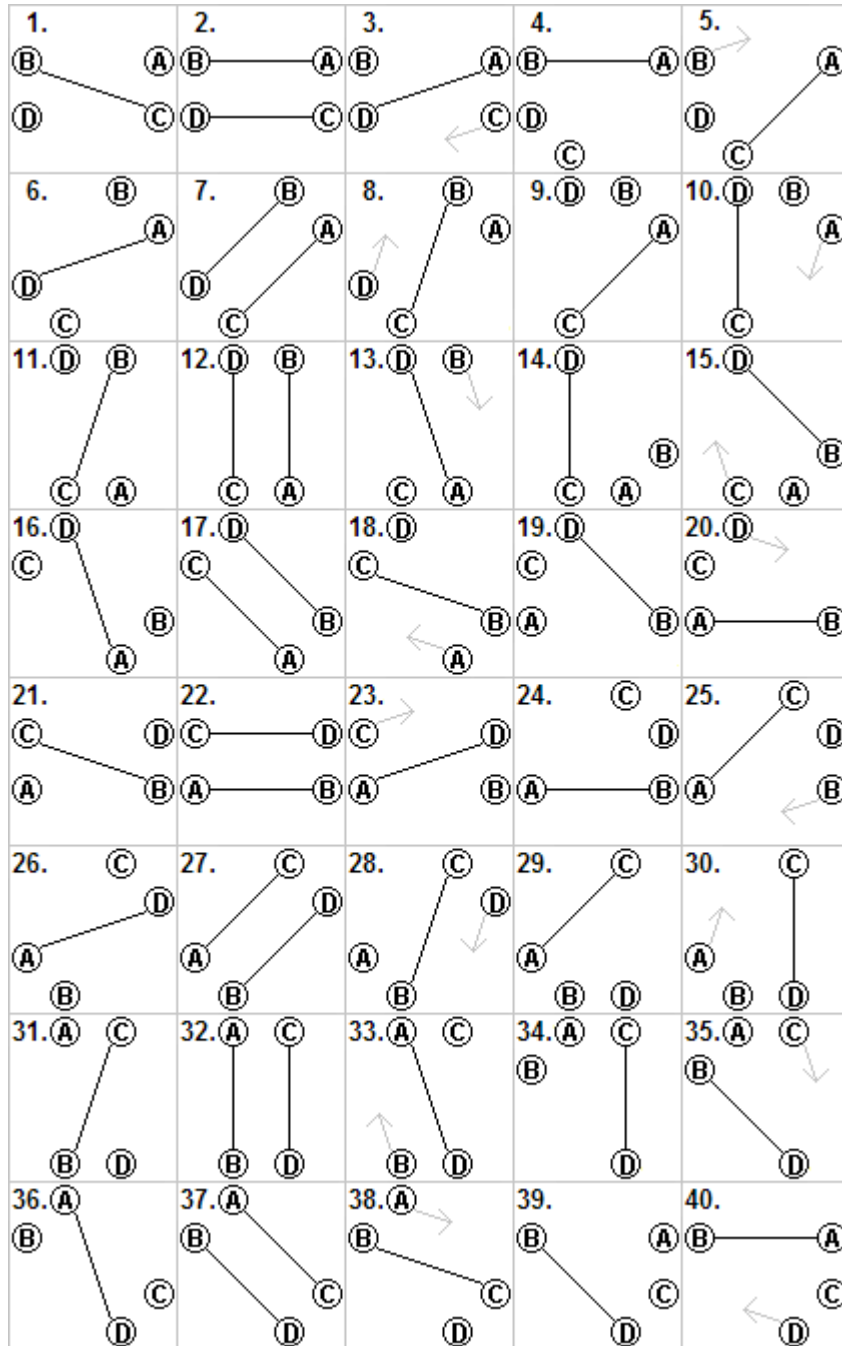 1. 2. 3. 4. 5.
B A B A B A B A B A
D C D C D C D C D C
6. B 7. B 8. B 9. D B 10. D B
A A A A A
D D D
C C C C C
11. D B 12. D B 13. D B 14. D 15. D
B B
C A C A C A C A C A
16. D 17. D 18. D 19. D 20. D
C C C C C
B B B A B A B
A A A
21. 22. 23. 24. C 25. C
C D C D C D D D
A B A B A B A B A B
26. C 27. C 28. C 29. C 30. C
D D D
A A A A A
B B B B D B D
31. A C 32. A C 33. A C 34. A C 35. A C
B B
B D B D B D D D
36. A 37. A 38. A 39. 40.
B B B B A B A
C C C C C
D D D D D